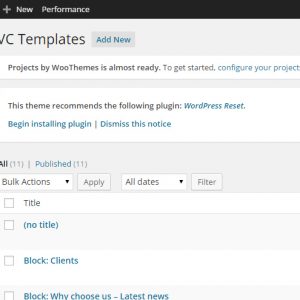 + New Performance
VC Templates Add New
Projects by WooThemes is almost ready. To get started, configure your projects
This theme recommends the following plugin: WordPress Reset.
Begin installing plugin | Dismiss this notice
All (11) | Published (11)
Bulk Actions Apply All dates Filter
Title
(no title)
Block: Clients
Block: Why choose us – Latest news